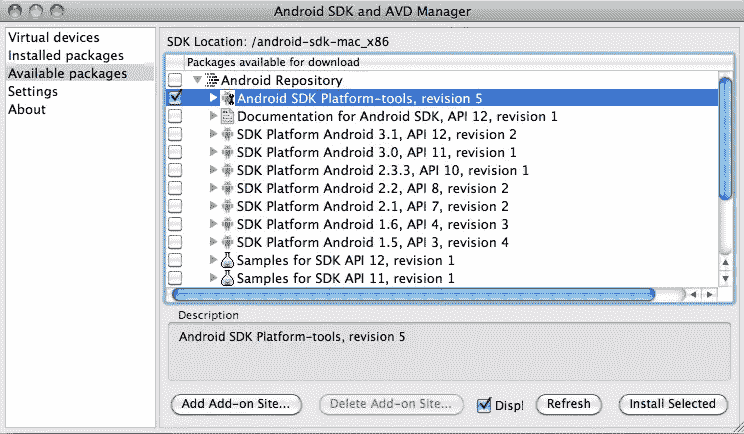 Android SDK and AVD Manager
Virtual devices
Installed packages
Available packages
Settings
About
SDK Location: /android-sdk-mac_x86
Packages available for download
Android Repository
Android SDK Platform-tools, revision 5
Documentation for Android SDK, API 12, revision 1
SDK Platform Android 3.1, API 12, revision 2
SDK Platform Android 3.0, API 11, revision 1
SDK Platform Android 2.3.3, API 10, revision 1
SDK Platform Android 2.2, API 8, revision 2
SDK Platform Android 2.1, API 7, revision 2
SDK Platform Android 1.6, API 4, revision 3
SDK Platform Android 1.5, API 3, revision 4
Samples for SDK API 12, revision 1
Samples for SDK API 11, revision 1
Description
Android SDK Platform-tools, revision 5
Add Add-on Site... Delete Add-on Site... Displ Refresh Install Selected